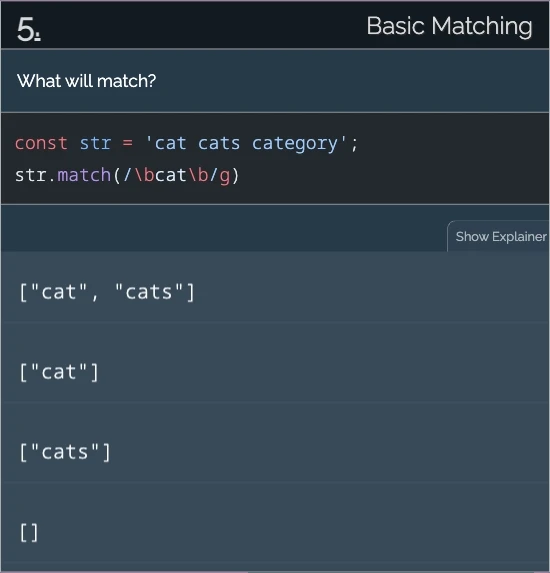 5.
Basic Matching
What will match?
const str = 'cat cats category';
str.match(/\bcat\b/g)
Show Explainer
["cat", "cats"]
["cat"]
["cats"]
[]